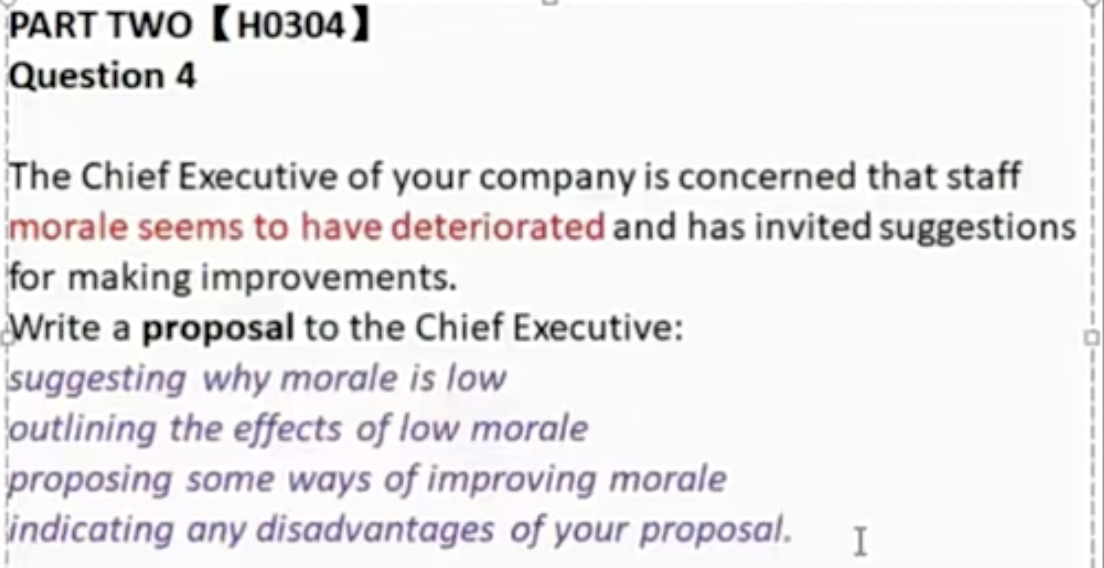 PART TWO【H0304】
Question 4
The Chief Executive of your company is concerned that staff
morale seems to have deteriorated and has invited suggestions
for making improvements.
Write a proposal to the Chief Executive:
suggesting why morale is low
outlining the effects of low morale
proposing some ways of improving morale
indicating any disadvantages of your proposal.